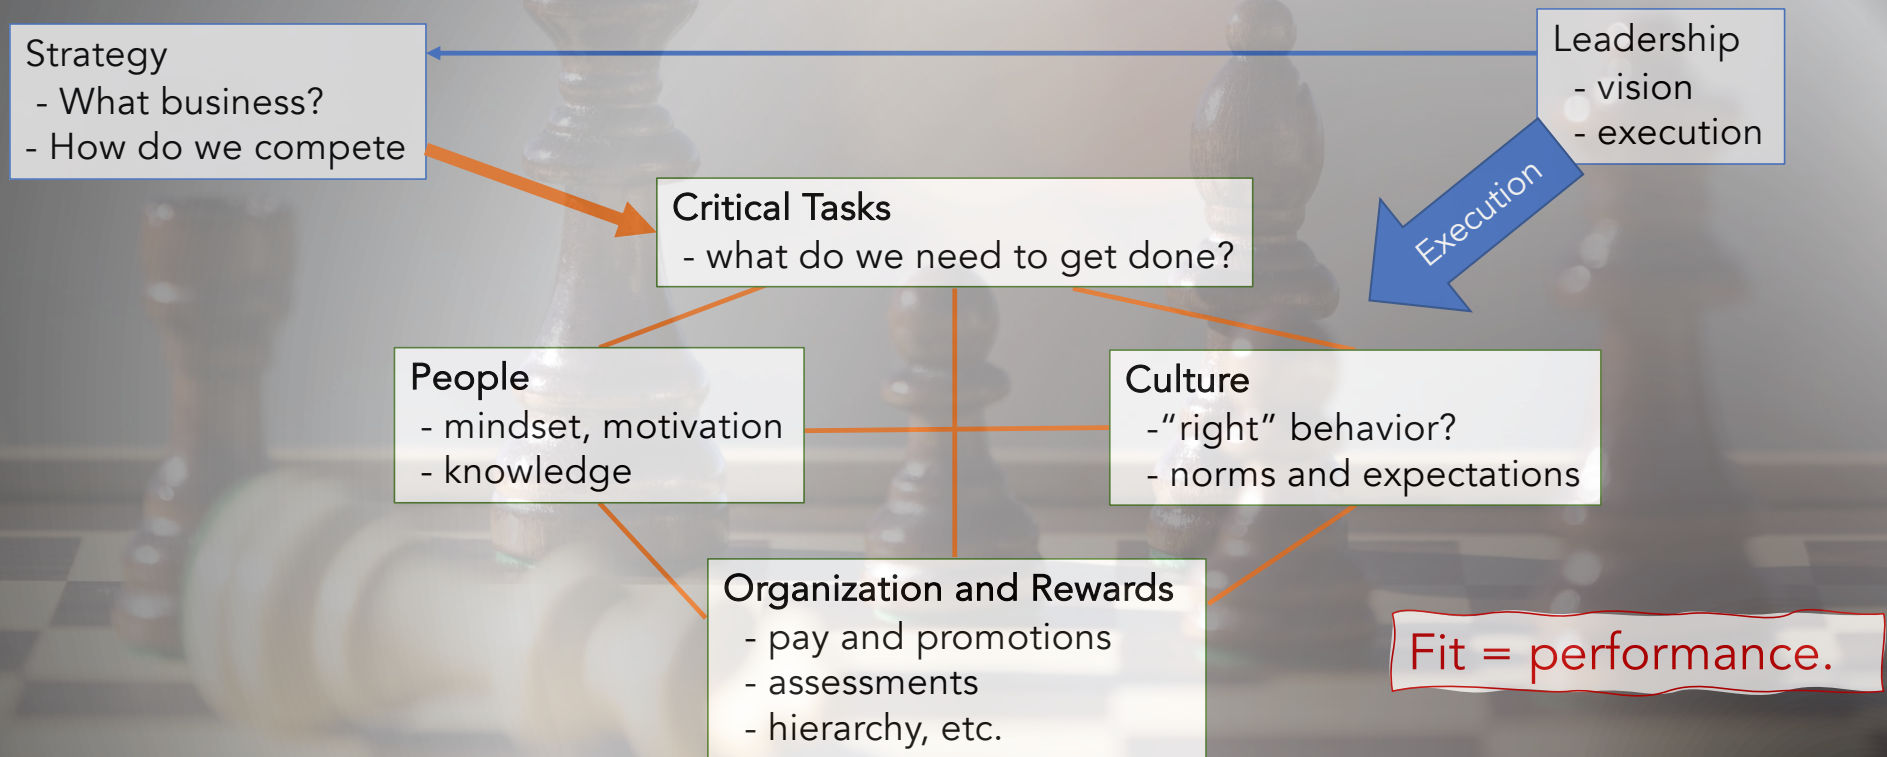 Strategy
- What business?
- How do we compete
Leadership
- vision
- execution
Execution
Critical Tasks
- what do we need to get done?
People
- mindset, motivation
- knowledge
Culture
-“right” behavior?
- norms and expectations
Organization and Rewards
- pay and promotions
- assessments
- hierarchy, etc.
Fit = performance.